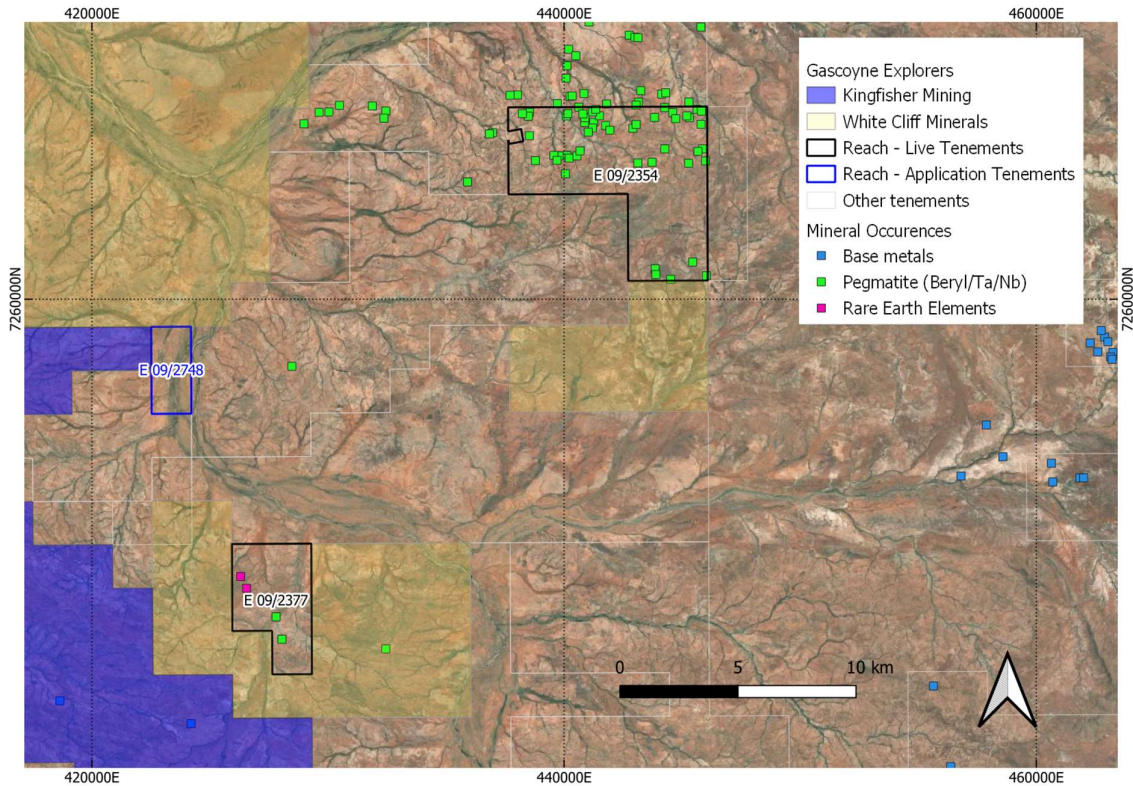 420000E
440000E
460000E
Gascoyne Explorers
Kingfisher Mining
White Cliff Minerals
Reach - Live Tenements
Reach - Application Tenements
Other tenements
Mineral Occurences
Base metals
Pegmatite (Beryl/Ta/Nb)
Rare Earth Elements
E 09/2354
7260000N
7260000N
E 09/2748
E 09/2377
0
5
10 km
420000E
440000E
460000E